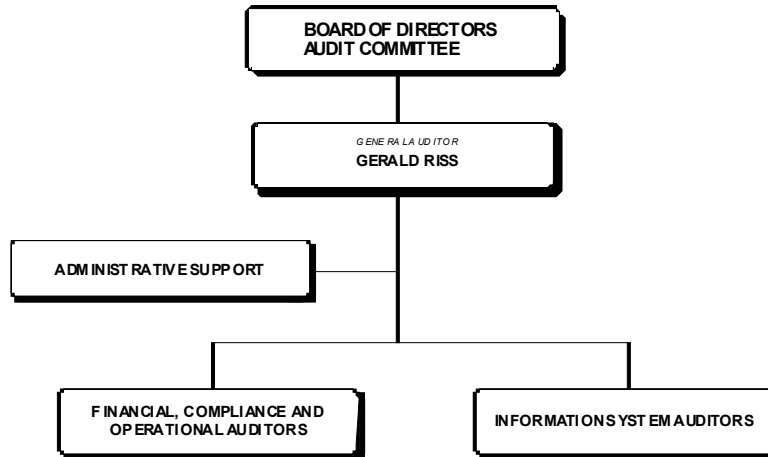 BOARD OF DIRECTORS
AUDIT COMMITTEE
GENERAL AUDITOR
GERALD RISS
ADMINISTRATIVE SUPPORT
FINANCIAL, COMPLIANCE AND
OPERATIONAL AUDITORS
INFORMATION SYSTEM AUDITORS